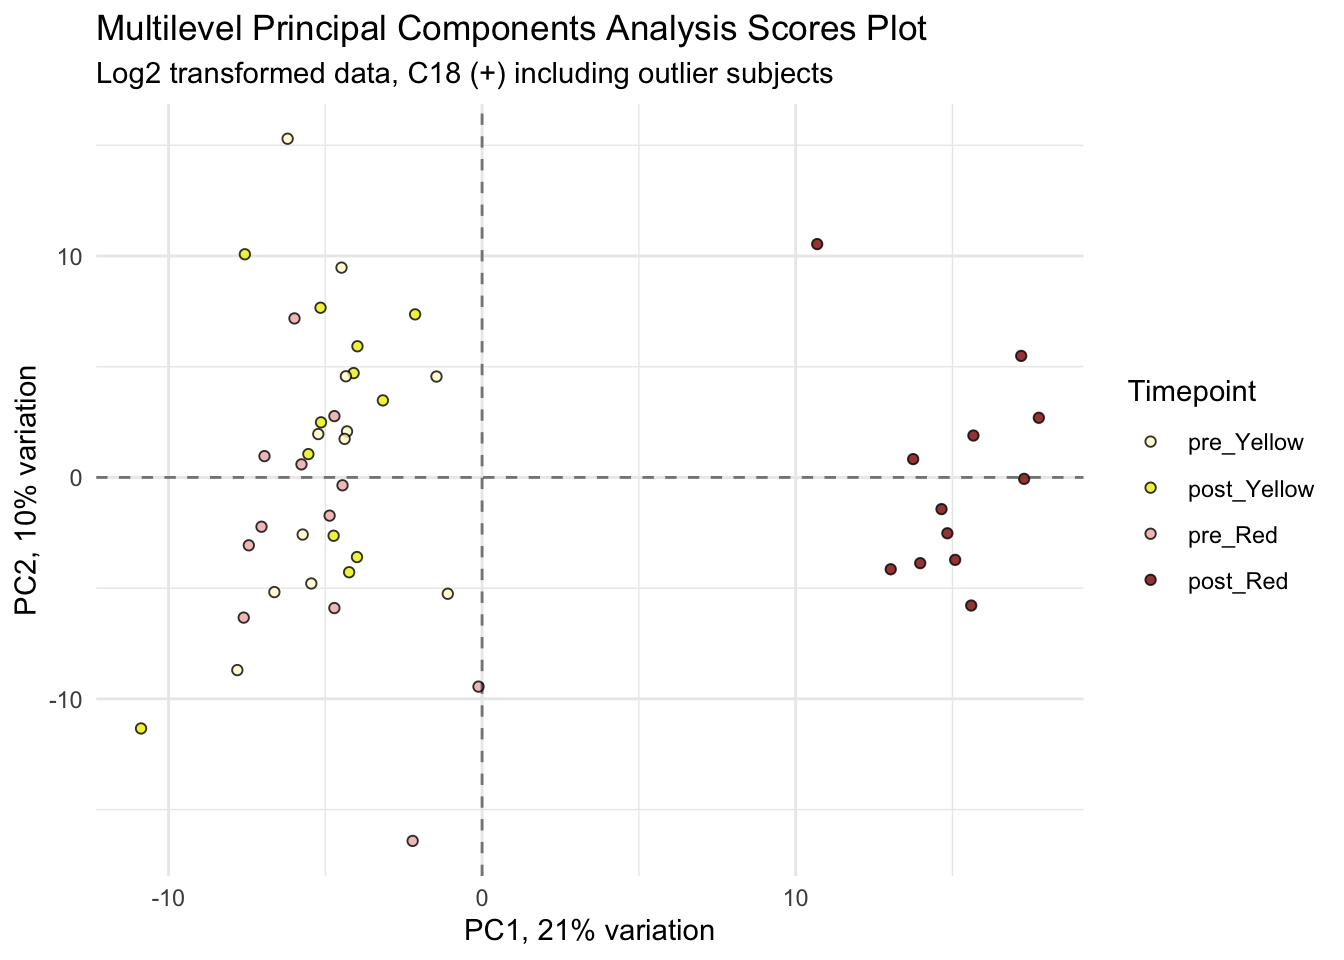 Multilevel Principal Components Analysis Scores Plot
Log2 transformed data, C18 (+) including outlier subjects
10
0
-10
PC2, 10% variation
-10
0
10
PC1, 21% variation
Timepoint
pre_Yellow
post_Yellow
pre_Red
post_Red